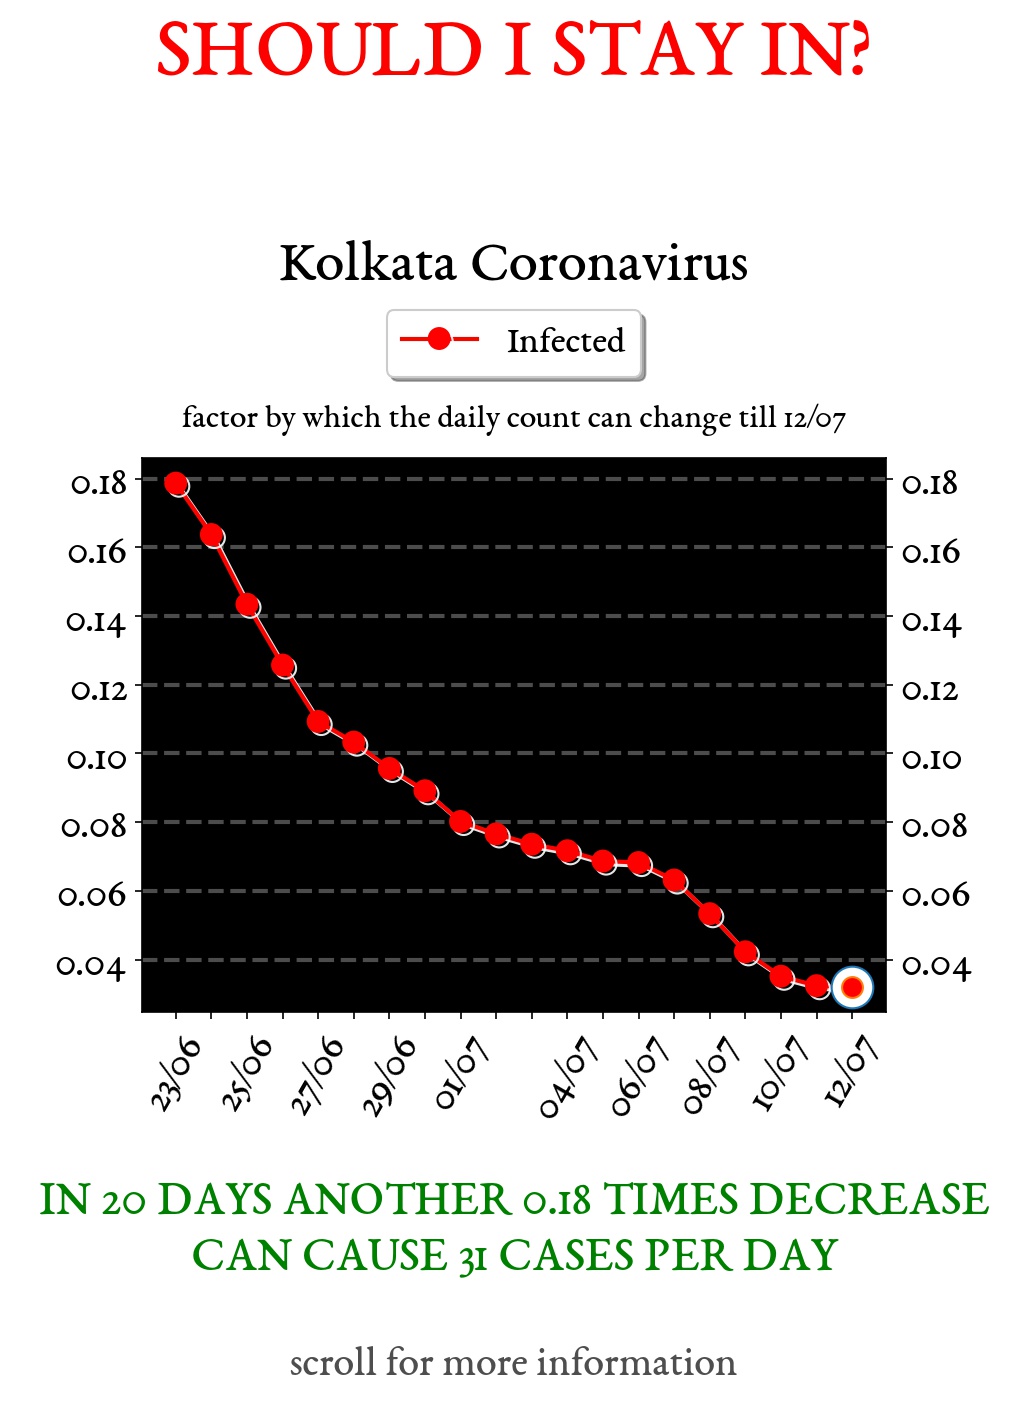 SHOULD I STAY IN?
Kolkata Coronavirus
Infected
factor by which the daily count can change till 12/07
0.18 0.18
0.16 0.16
0.14 0.14
0.12 0.12
0.10 0.10
0.08 0.08
0.06 0.06
0.04 0.04
23/06 25/06 27/06 29/06 01/07 04/07 06/07 08/07 10/07 12/07
IN 20 DAYS ANOTHER 0.18 TIMES DECREASE
CAN CAUSE 31 CASES PER DAY
scroll for more information